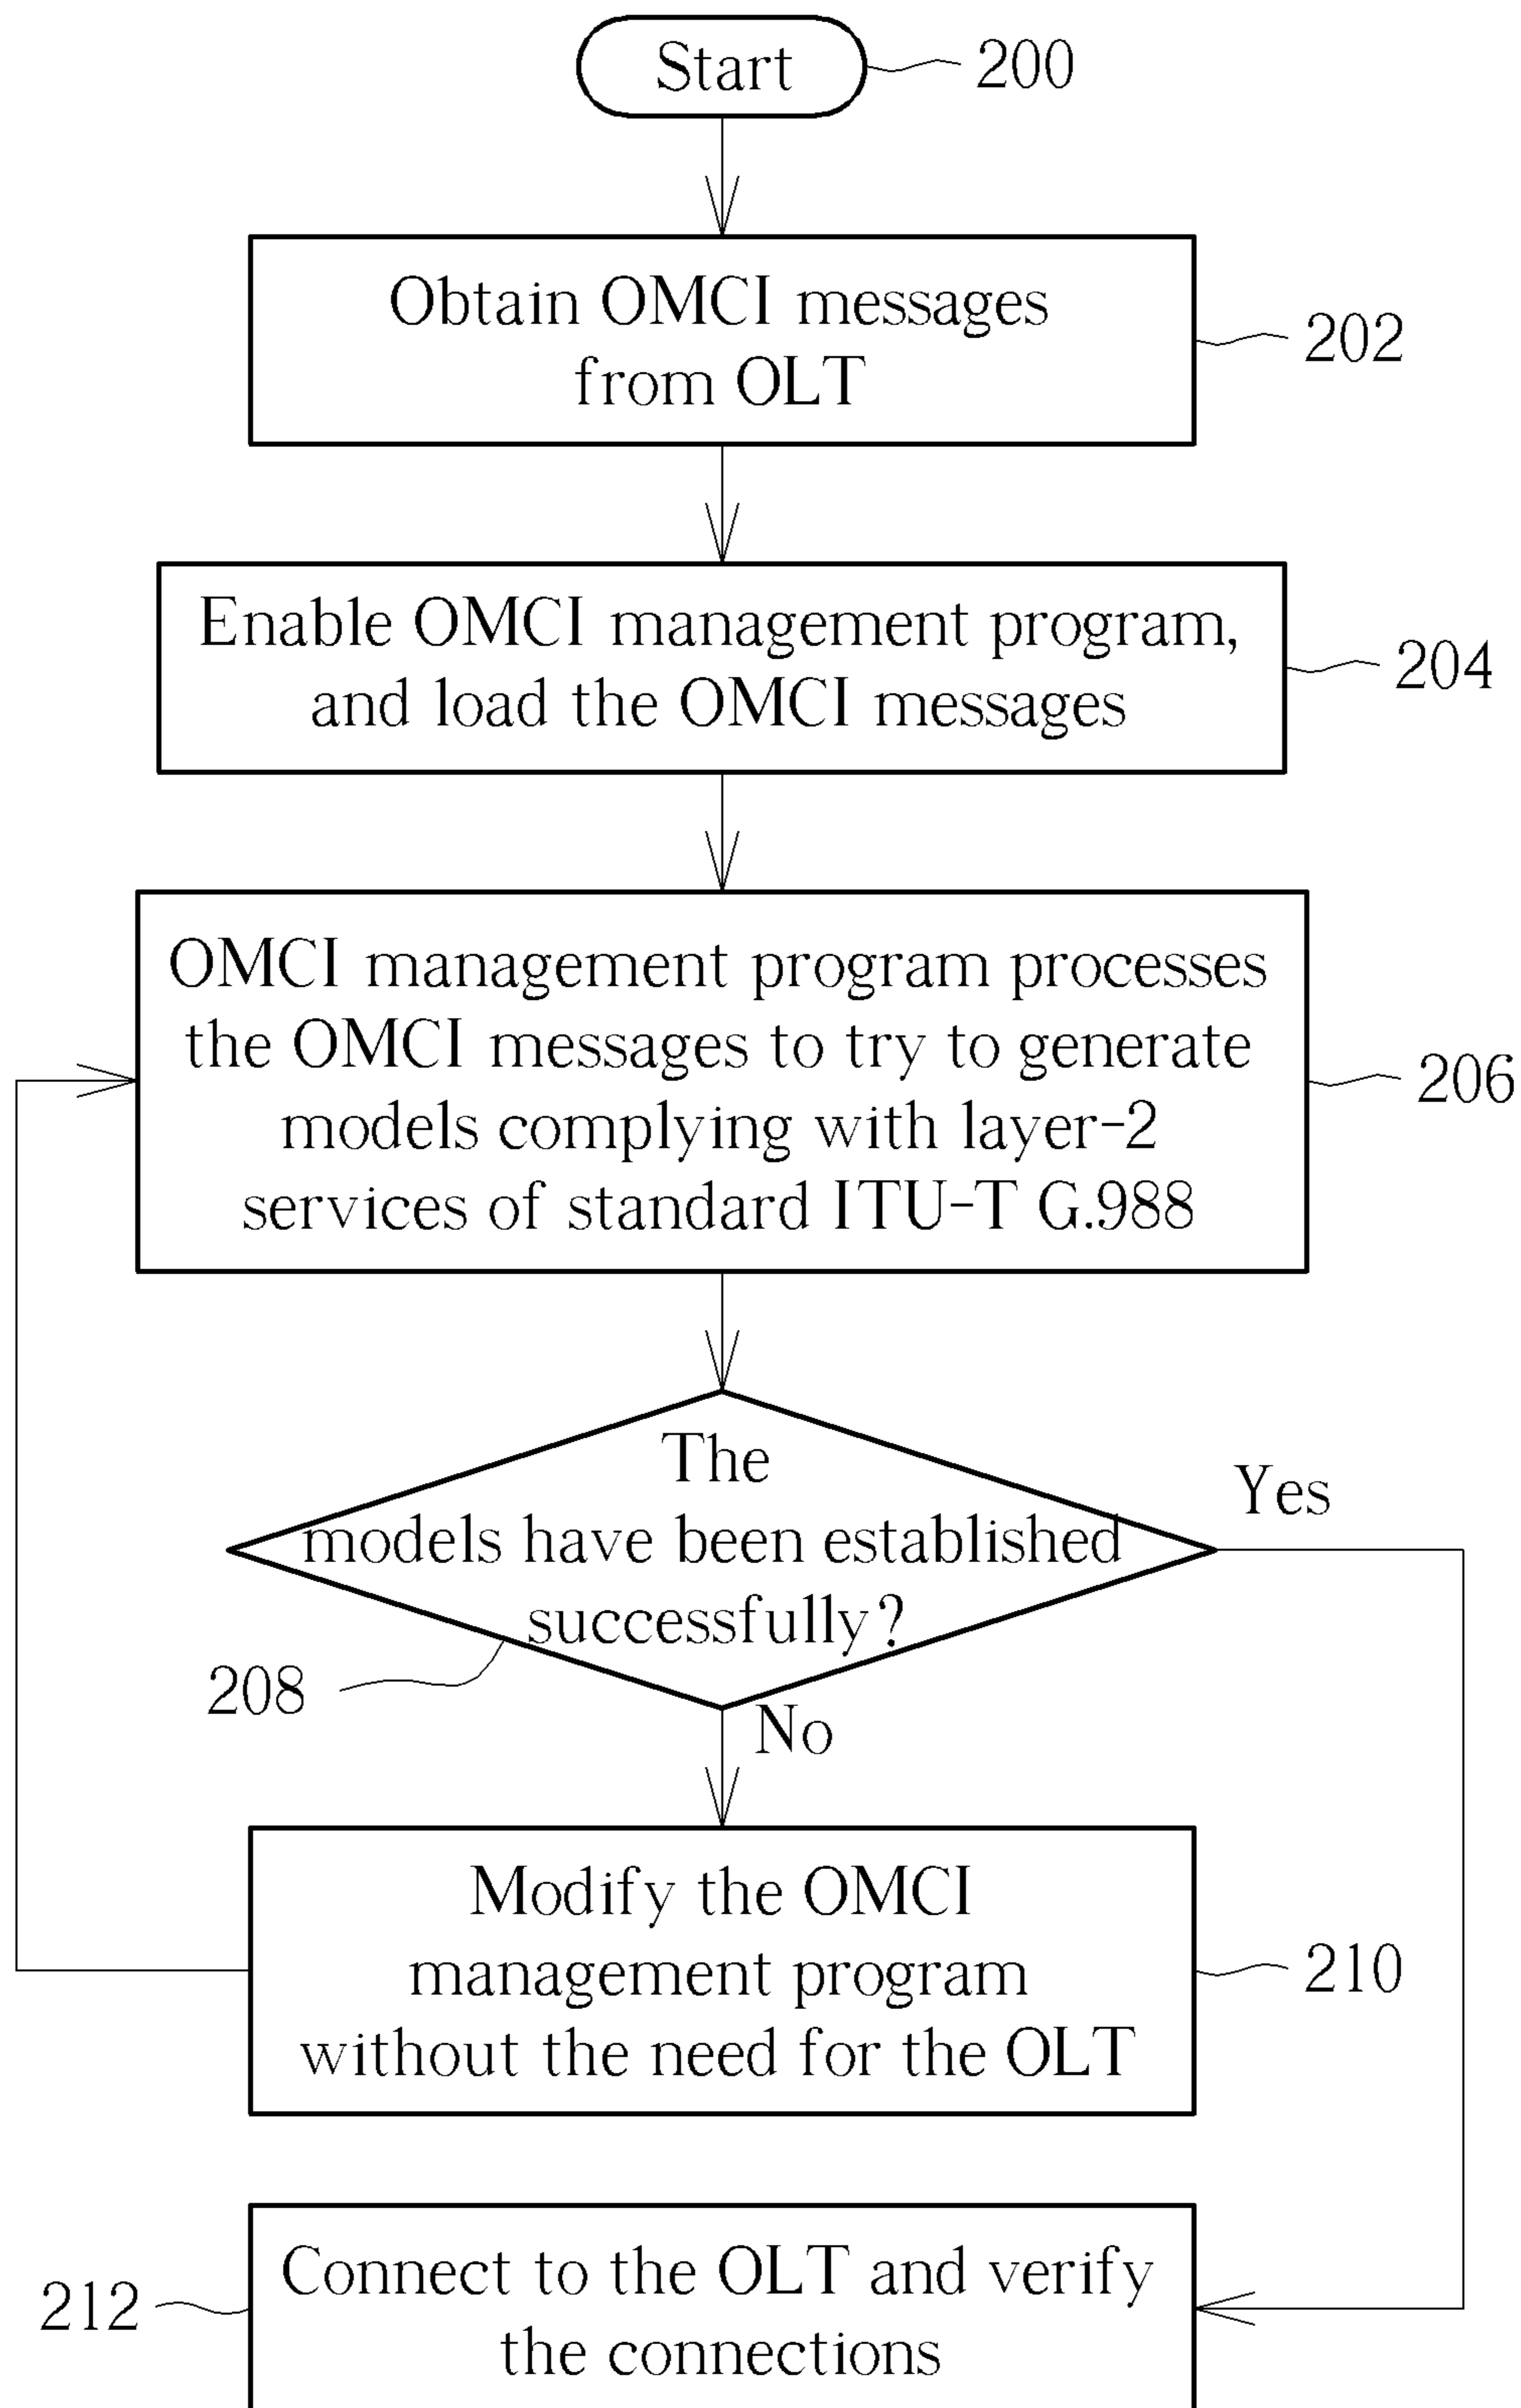 Start
200
Obtain OMCI messages
from OLT
202
Enable OMCI management program,
and load the OMCI messages
204
OMCI management program processes
the OMCI messages to try to generate
models complying with layer-2
services of standard ITU-T G.988
206
The
models have been established
successfully?
Yes
208
No
Modify the OMCI
management program
without the need for the OLT
210
Connect to the OLT and verify
the connections
212